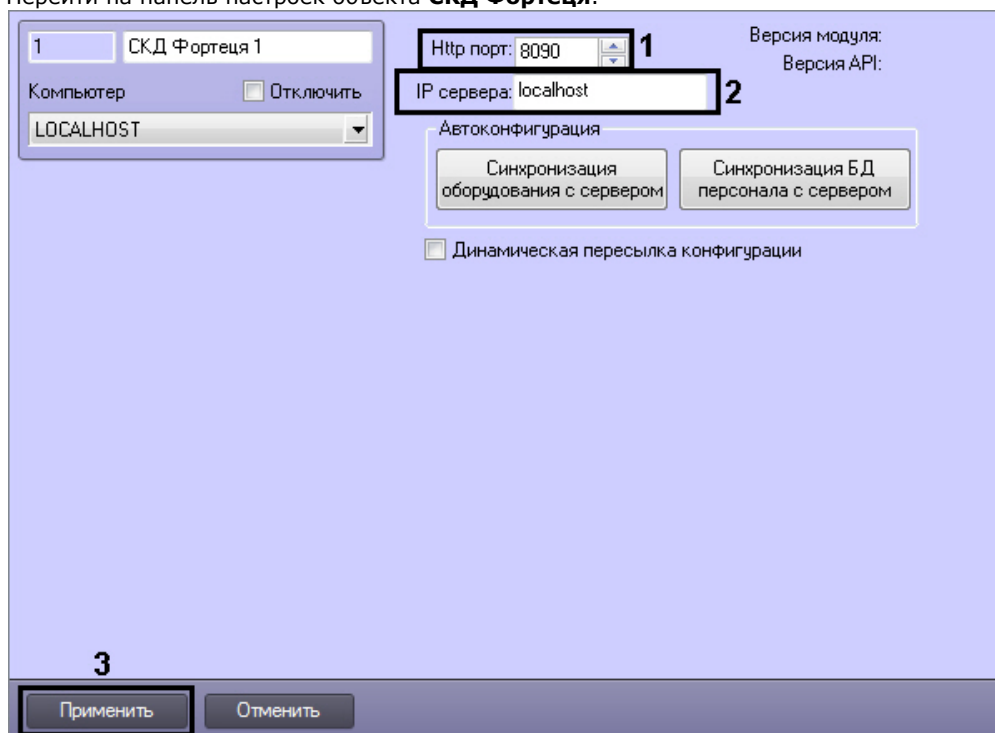 Перейти на панель настроек объекта СКД Фортеця.
1 СКД Фортеця 1
Компьютер Отключить
LOCALHOST
Http порт: 8090 1
IP сервера: localhost 2
Версия модуля:
Версия API:
Автоконфигурация
Синхронизация
оборудования с сервером
Синхронизация БД
персонала с сервером
Динамическая пересылка конфигурации
3
Применить Отменить